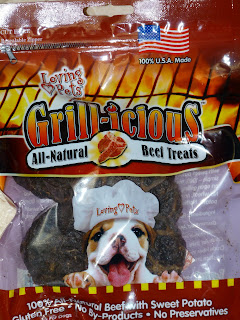 100% U.S.A. Made
Loving Pets
Grill-icious
All-Natural Beef Treats
Loving Pets
100% All-Natural Beef with Sweet Potato
Gluten Free • No By-Products • No Preservatives